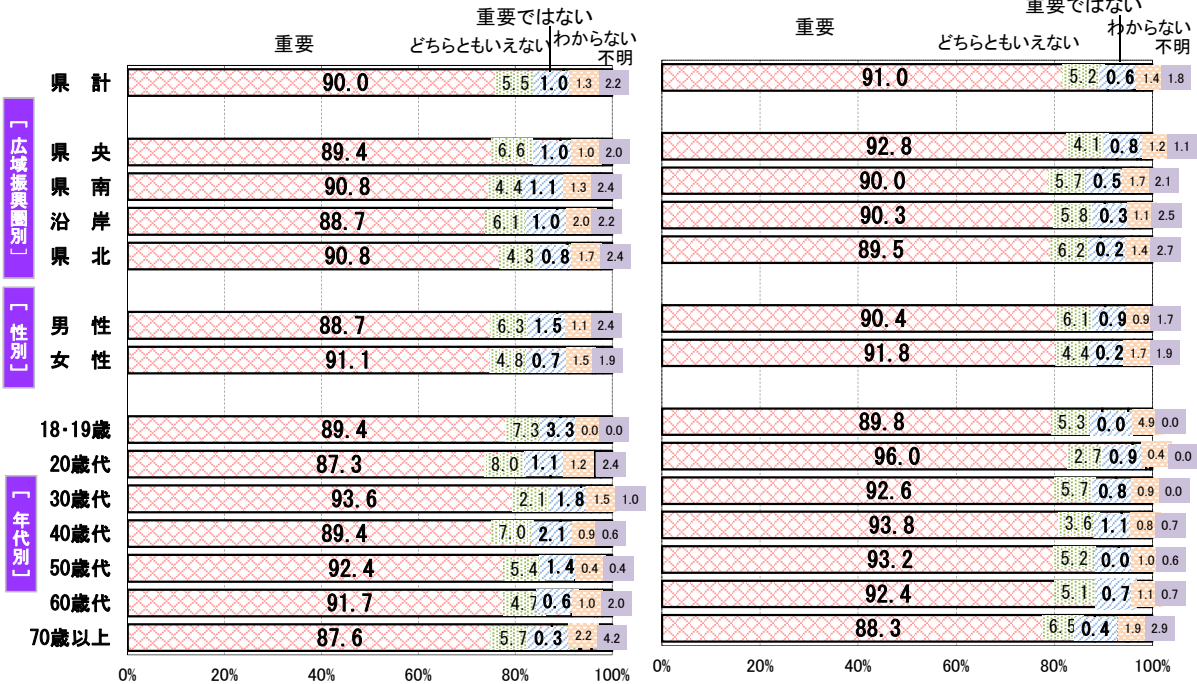 重要ではない
重要 どちらともいえない わからない
不明
県 計 90.0 5.5 1.0 1.3 2.2
[ 広域振興圏別 ]
県 央 89.4 6.6 1.0 1.0 2.0
県 南 90.8 4.4 1.1 1.3 2.4
沿 岸 88.7 6.1 1.0 2.0 2.2
県 北 90.8 4.3 0.8 1.7 2.4
[ 性別 ]
男 性 88.7 6.3 1.5 1.1 2.4
女 性 91.1 4.8 0.7 1.5 1.9
[ 年代別 ]
18・19歳 89.4 7.3 3.3 0.0 0.0
20歳代 87.3 8.0 1.1 1.2 2.4
30歳代 93.6 2.1 1.8 1.5 1.0
40歳代 89.4 7.0 2.1 0.9 0.6
50歳代 92.4 5.4 1.4 0.4 0.4
60歳代 91.7 4.7 0.6 1.0 2.0
70歳以上 87.6 5.7 0.3 2.2 4.2
0% 20% 40% 60% 80% 100%
重要ではない
重要 どちらともいえない わからない
不明
91.0 5.2 0.6 1.4 1.8
92.8 4.1 0.8 1.2 1.1
90.0 5.7 0.5 1.7 2.1
90.3 5.8 0.3 1.1 2.5
89.5 6.2 0.2 1.4 2.7
90.4 6.1 0.9 0.9 1.7
91.8 4.4 0.2 1.7 1.9
89.8 5.3 0.0 4.9 0.0
96.0 2.7 0.9 0.4 0.0
92.6 5.7 0.8 0.9 0.0
93.8 3.6 1.1 0.8 0.7
93.2 5.2 0.0 1.0 0.6
92.4 5.1 0.7 1.1 0.7
88.3 6.5 0.4 1.9 2.9
0% 20% 40% 60% 80% 100%